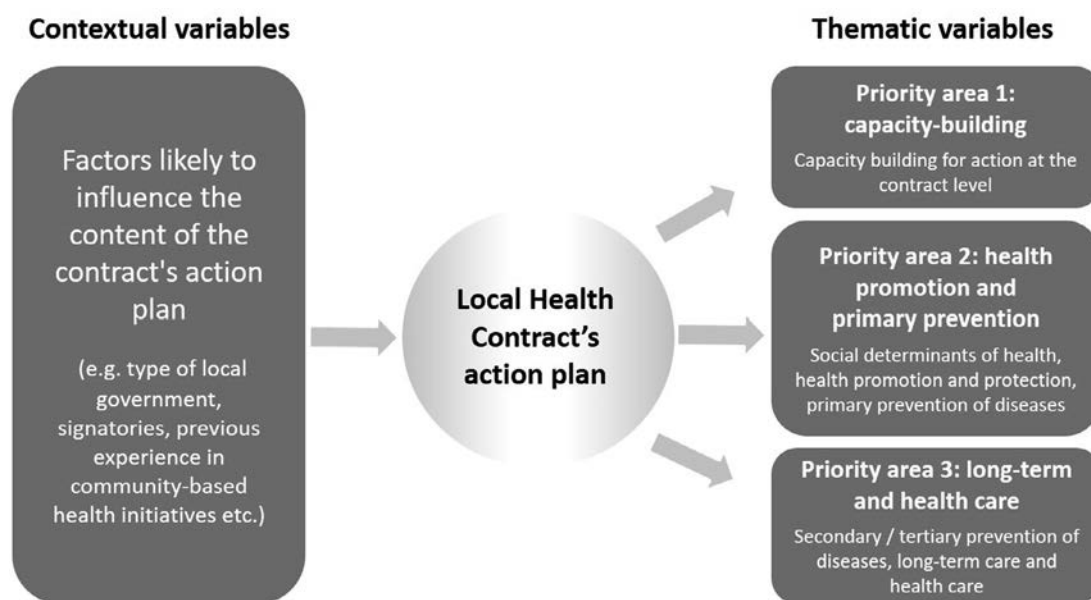 Contextual variables
Factors likely to
influence the
content of the
contract's action
plan
(e.g. type of local
government,
signatories, previous
experience in
community-based
health initiatives etc.)
Local Health
Contract’s
action plan
Thematic variables
Priority area 1:
capacity-building
Capacity building for action at the
contract level
Priority area 2: health
promotion and
primary prevention
Social determinants of health,
health promotion and protection,
primary prevention of diseases
Priority area 3: long-term
and health care
Secondary / tertiary prevention of
diseases, long-term care and
health care